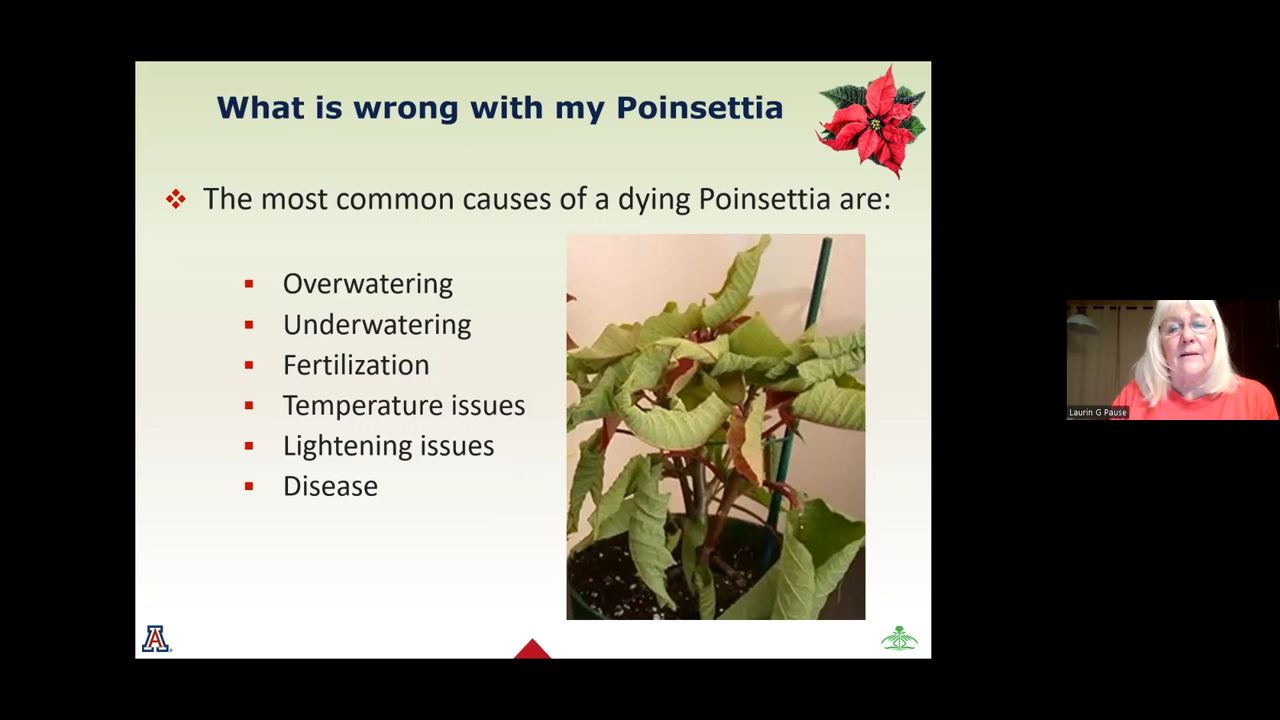 What is wrong with my Poinsettia
The most common causes of a dying Poinsettia are:
Overwatering
Underwatering
Fertilization
Temperature issues
Lightening issues
Disease
A
Laurin G Pause